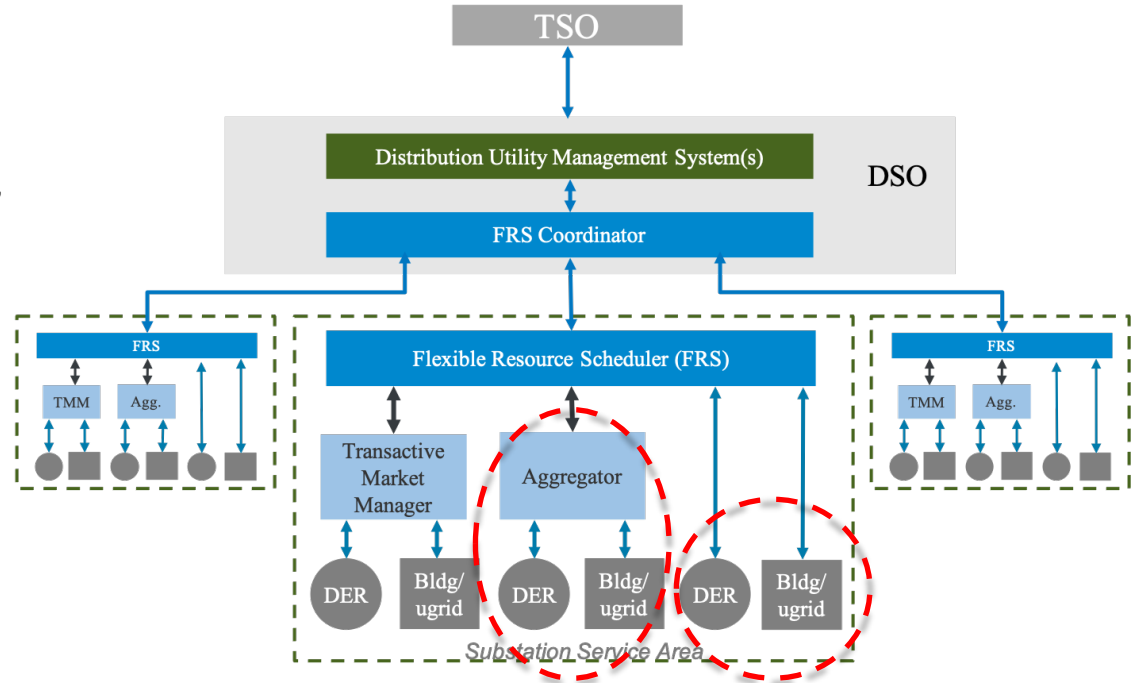 TSO
Distribution Utility Management System(s)
DSO
FRS Coordinator
FRS
TMM
Agg.
Flexible Resource Scheduler (FRS)
Transactive
Market
Manager
Aggregator
DER
Bldg/
ugrid
DER
Bldg/
ugrid
DER
Bldg/
ugrid
Substation Service Area
FRS
TMM
Agg.